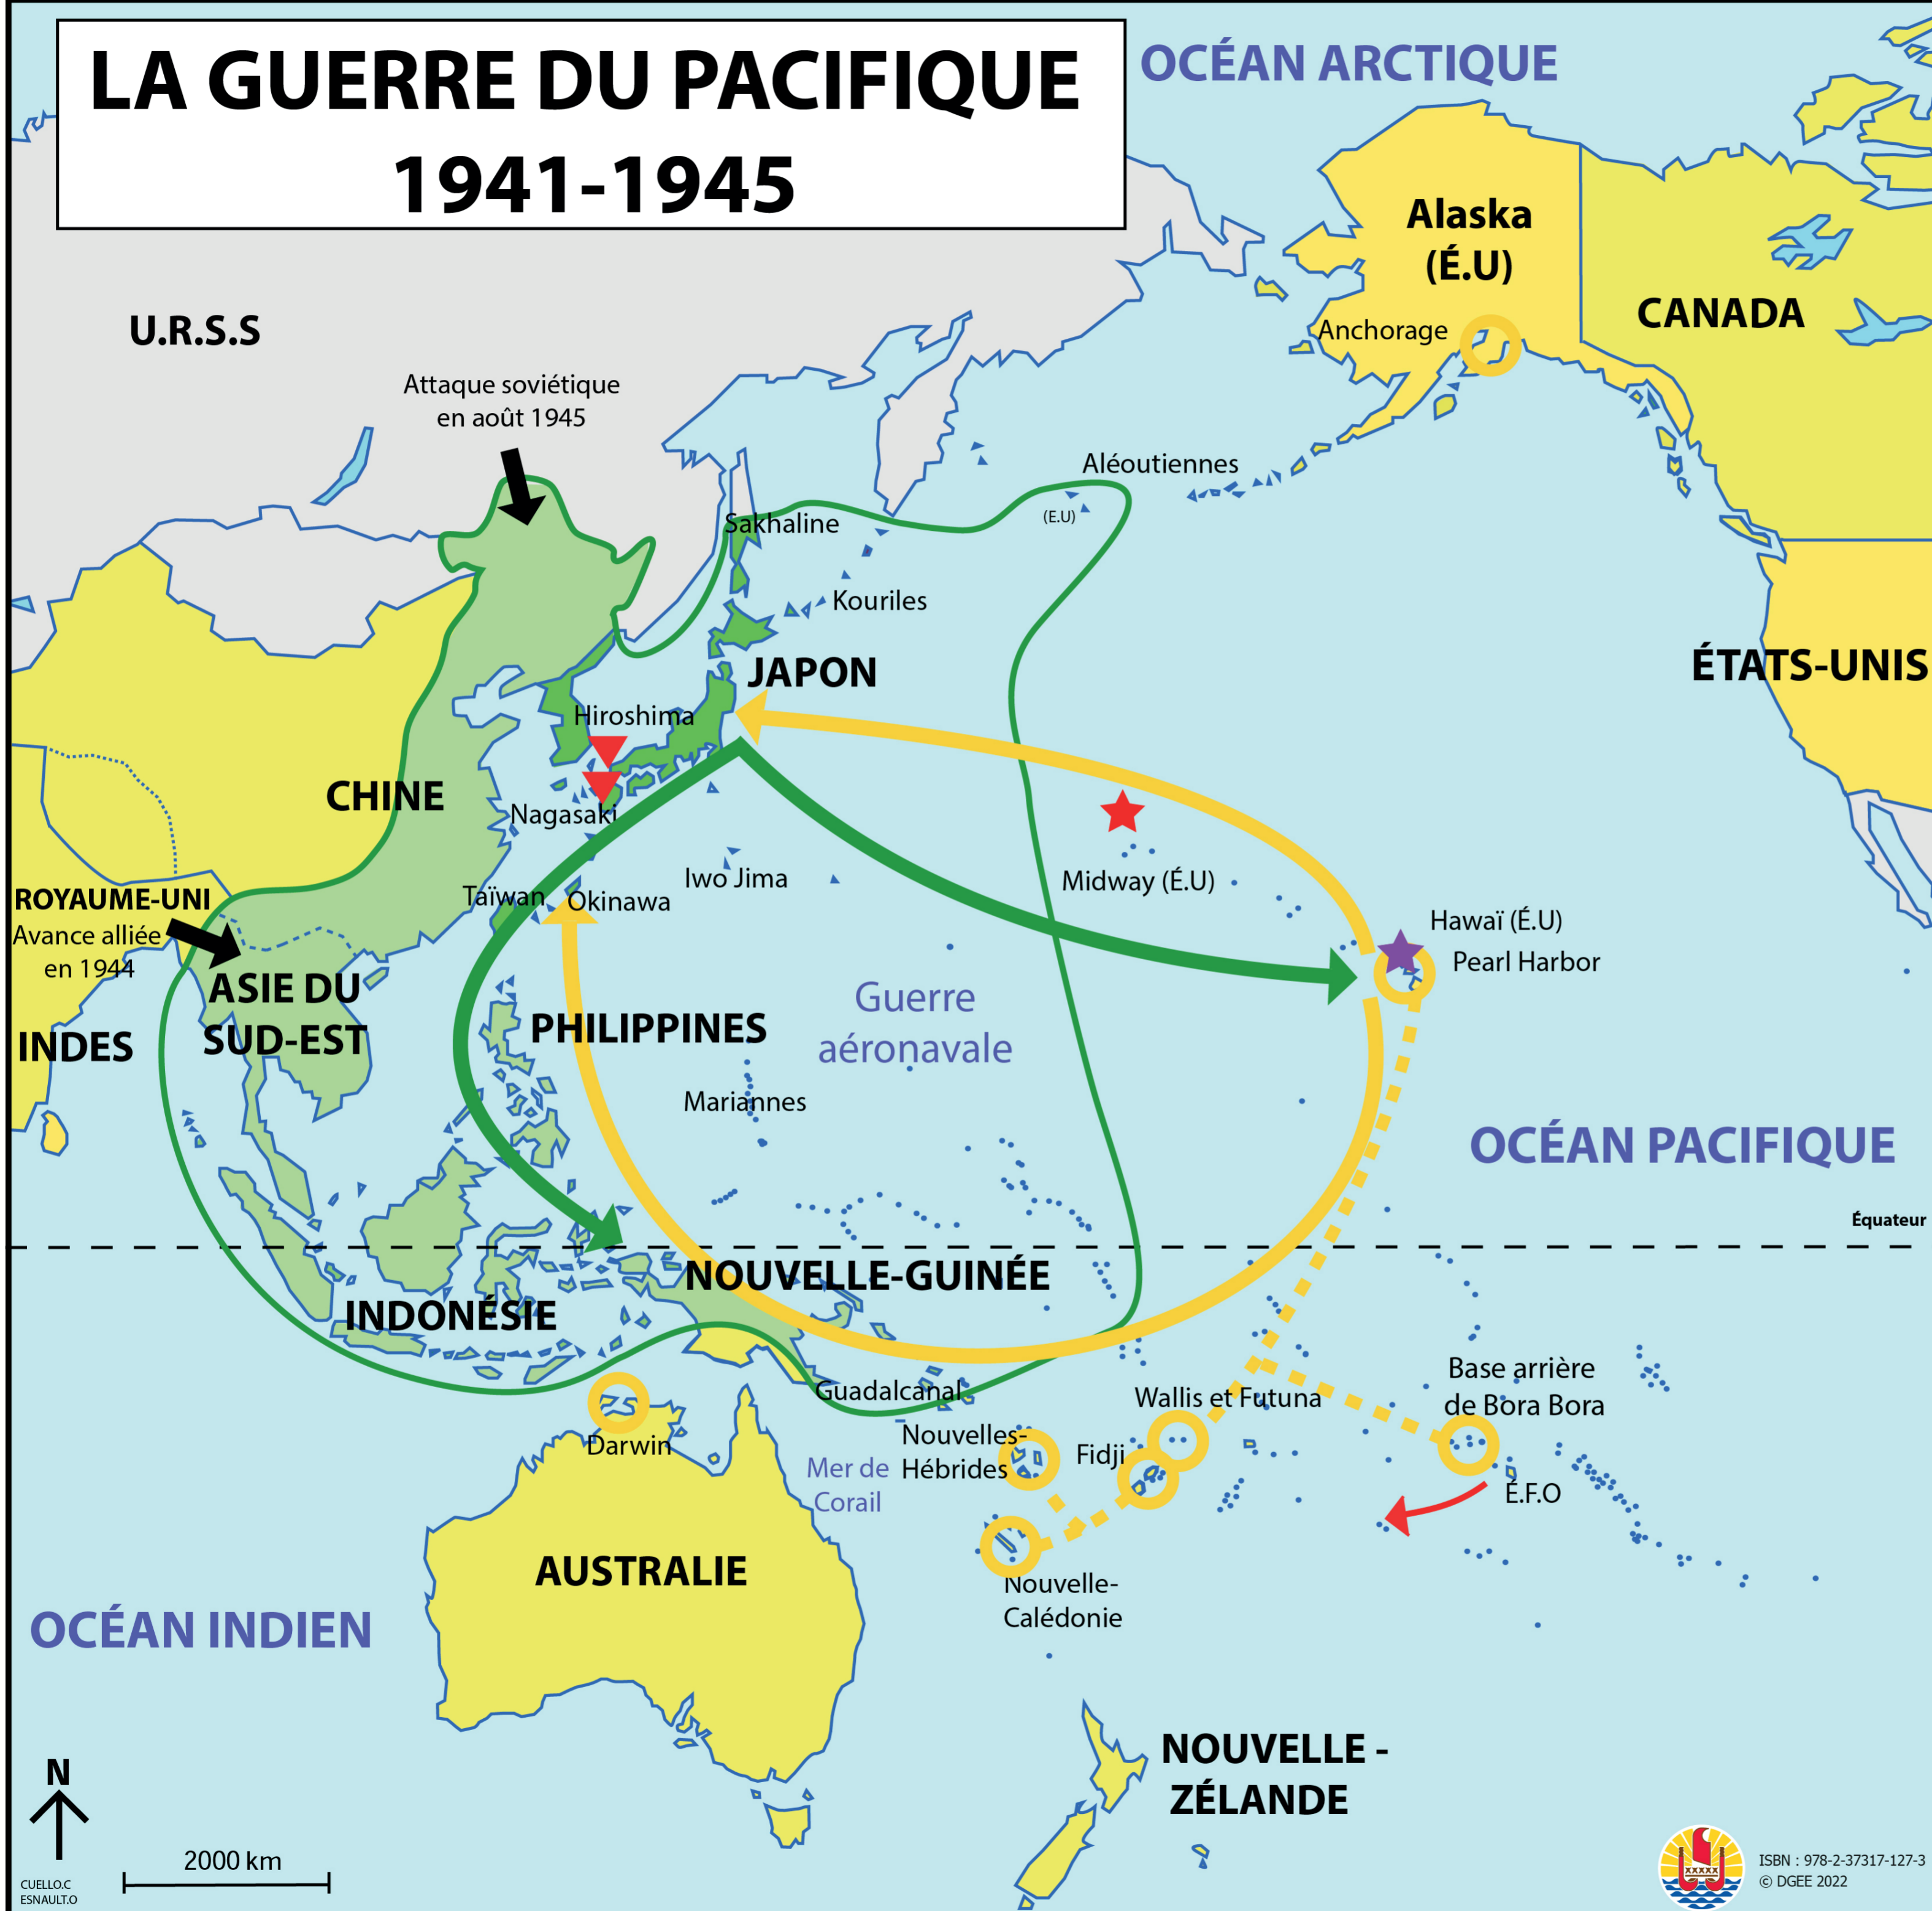 LA GUERRE DU PACIFIQUE
1941-1945
OCÉAN ARCTIQUE
Alaska
(É.U)
CANADA
Anchorage
U.R.S.S
Attaque soviétique
en août 1945
Aléoutiennes
(E.U)
Sakhaline
Kouriles
JAPON
ÉTATS-UNIS
Hiroshima
CHINE
Nagasaki
Iwo Jima
Midway (É.U)
Taïwan
Okinawa
ROYAUME-UNI
Avance alliée
en 1944
Hawaï (É.U)
Pearl Harbor
ASIE DU
SUD-EST
Guerre
aéronavale
PHILIPPINES
INDES
Mariannes
OCÉAN PACIFIQUE
Équateur
NOUVELLE-GUINÉE
INDONÉSIE
Guadalcanal
Wallis et Futuna
Base arrière
de Bora Bora
Darwin
Nouvelles-
Hébrides
Fidji
Mer de
Corail
É.F.O
AUSTRALIE
Nouvelle-
Calédonie
OCÉAN INDIEN
NOUVELLE -
ZÉLANDE
N
2000 km
CUELLO.C
ESNAULT.O
ISBN : 978-2-37317-127-3
© DGEE 2022